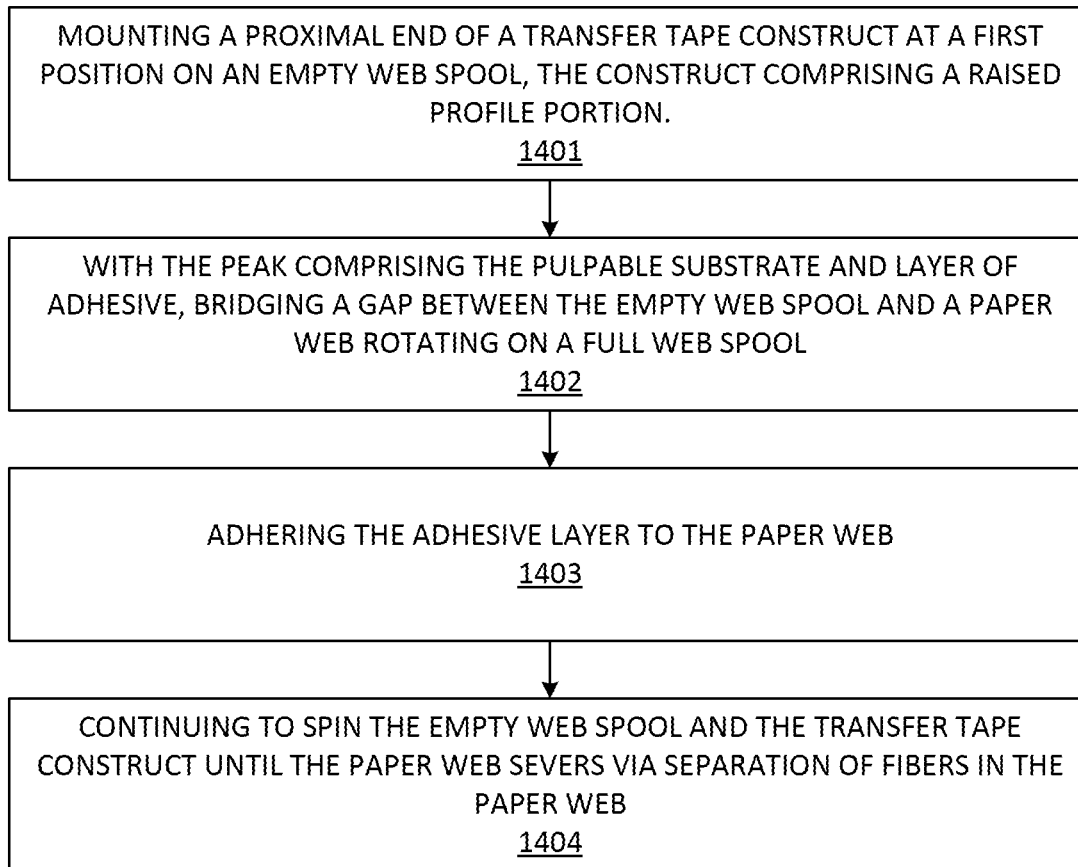 MOUNTING A PROXIMAL END OF A TRANSFER TAPE CONSTRUCT AT A FIRST
POSITION ON AN EMPTY WEB SPOOL, THE CONSTRUCT COMPRISING A RAISED
PROFILE PORTION.
1401
WITH THE PEAK COMPRISING THE PULPABLE SUBSTRATE AND LAYER OF
ADHESIVE, BRIDGING A GAP BETWEEN THE EMPTY WEB SPOOL AND A PAPER
WEB ROTATING ON A FULL WEB SPOOL
1402
ADHERING THE ADHESIVE LAYER TO THE PAPER WEB
1403
CONTINUING TO SPIN THE EMPTY WEB SPOOL AND THE TRANSFER TAPE
CONSTRUCT UNTIL THE PAPER WEB SEVERS VIA SEPARATION OF FIBERS IN THE
PAPER WEB
1404